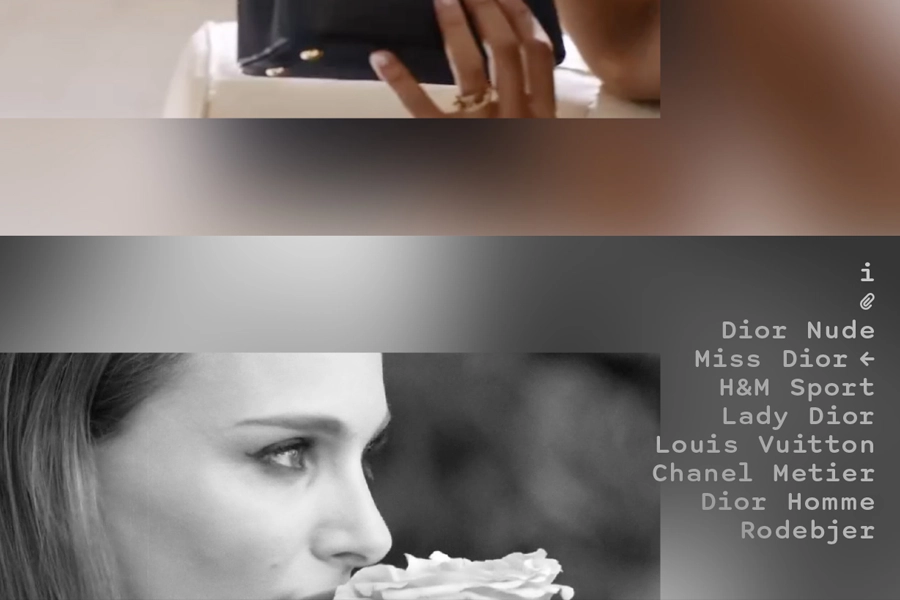 i
Dior Nude
Miss Dior ←
H&M Sport
Lady Dior
Louis Vuitton
Chanel Metier
Dior Homme
Rodebjer